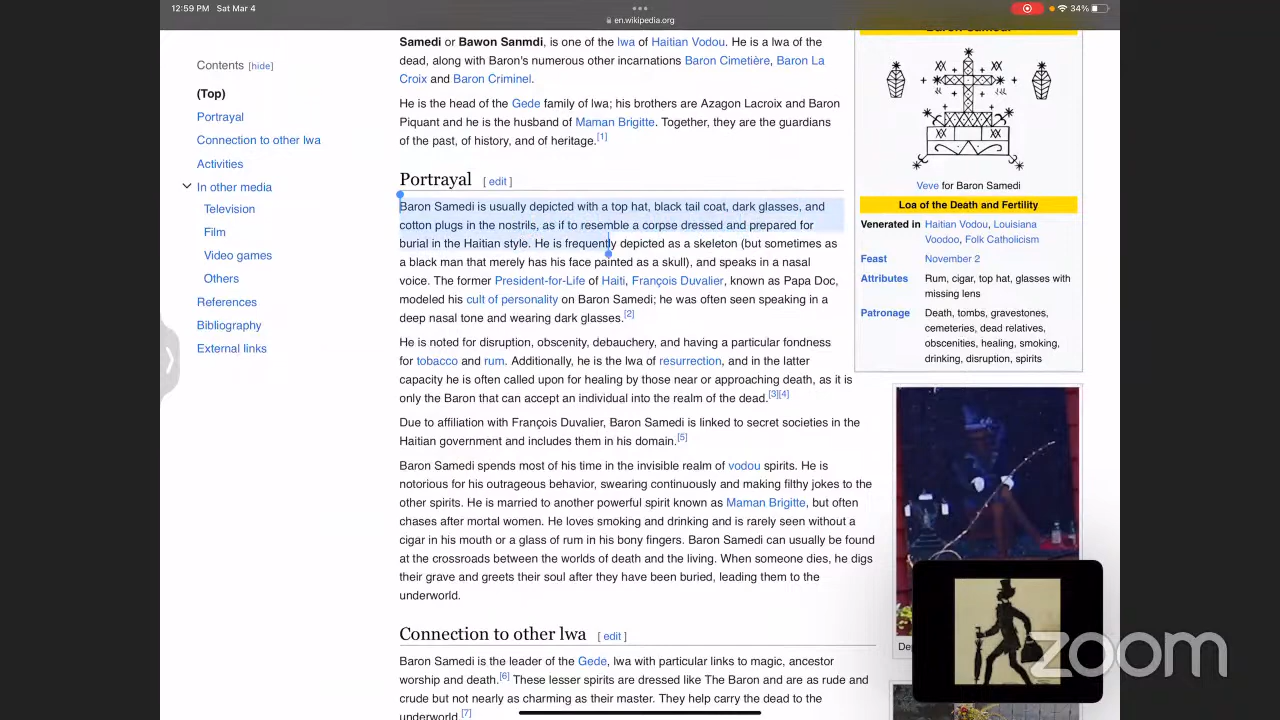 12:59 PM Sat Mar 4
34%
en.wikipedia.org
Contents [hide]
(Top)
Portrayal
Connection to other lwa
Activities
In other media
Television
Film
Video games
Others
References
Bibliography
External links
Samedi or Bawon Sanmdi, is one of the lwa of Haitian Vodou. He is a lwa of the
dead, along with Baron's numerous other incarnations Baron Cimetière, Baron La
Croix and Baron Criminel.
He is the head of the Gede family of lwa; his brothers are Azagon Lacroix and Baron
Piquant and he is the husband of Maman Brigitte. Together, they are the guardians
of the past, of history, and of heritage.[1]
Portrayal [ edit ]
Baron Samedi is usually depicted with a top hat, black tail coat, dark glasses, and
cotton plugs in the nostrils, as if to resemble a corpse dressed and prepared for
burial in the Haitian style. He is frequently depicted as a skeleton (but sometimes as
a black man that merely has his face painted as a skull), and speaks in a nasal
voice. The former President-for-Life of Haiti, François Duvalier, known as Papa Doc,
modeled his cult of personality on Baron Samedi; he was often seen speaking in a
deep nasal tone and wearing dark glasses.[2]
He is noted for disruption, obscenity, debauchery, and having a particular fondness
for tobacco and rum. Additionally, he is the lwa of resurrection, and in the latter
capacity he is often called upon for healing by those near or approaching death, as it is
only the Baron that can accept an individual into the realm of the dead.[3][4]
Due to affiliation with François Duvalier, Baron Samedi is linked to secret societies in the
Haitian government and includes them in his domain.[5]
Baron Samedi spends most of his time in the invisible realm of vodou spirits. He is
notorious for his outrageous behavior, swearing continuously and making filthy jokes to the
other spirits. He is married to another powerful spirit known as Maman Brigitte, but often
chases after mortal women. He loves smoking and drinking and is rarely seen without a
cigar in his mouth or a glass of rum in his bony fingers. Baron Samedi can usually be found
at the crossroads between the worlds of death and the living. When someone dies, he digs
their grave and greets their soul after they have been buried, leading them to the
underworld.
Connection to other lwa [ edit ]
Baron Samedi is the leader of the Gede, lwa with particular links to magic, ancestor
worship and death.[6] These lesser spirits are dressed like The Baron and are as rude and
crude but not nearly as charming as their master. They help carry the dead to the
underworld.[7]
Baron Samedi
Veve for Baron Samedi
Loa of the Death and Fertility
Venerated in Haitian Vodou, Louisiana
Voodoo, Folk Catholicism
Feast November 2
Attributes Rum, cigar, top hat, glasses with
missing lens
Patronage Death, tombs, gravestones,
cemeteries, dead relatives,
obscenities, healing, smoking,
drinking, disruption, spirits
zoom